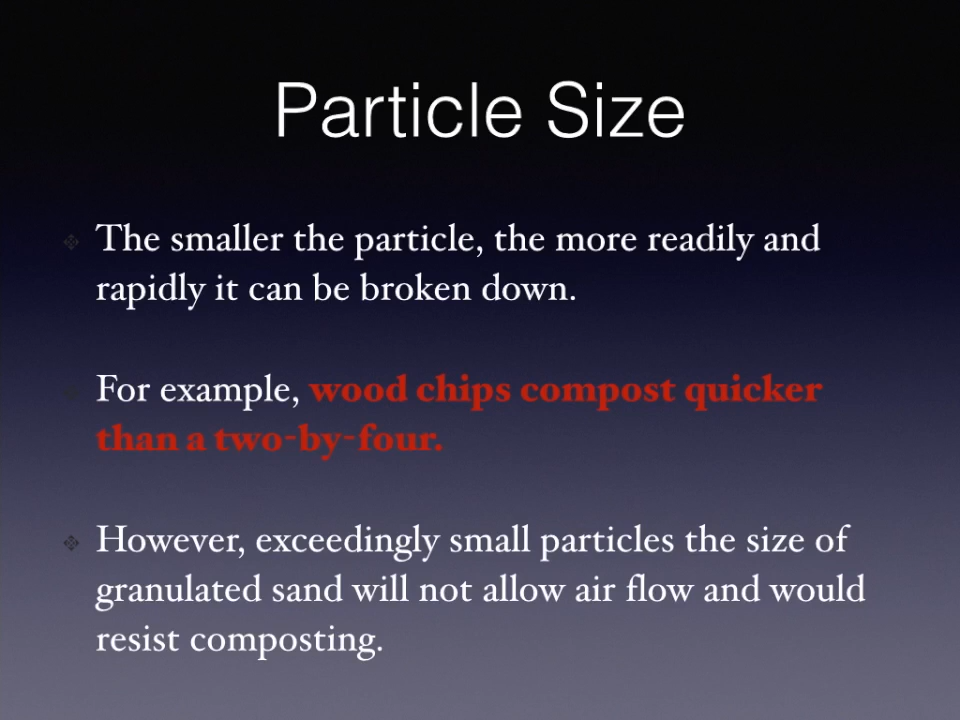 Particle Size
The smaller the particle, the more readily and
rapidly it can be broken down.
For example, wood chips compost quicker
than a two-by-four.
However, exceedingly small particles the size of
granulated sand will not allow air flow and would
resist composting.